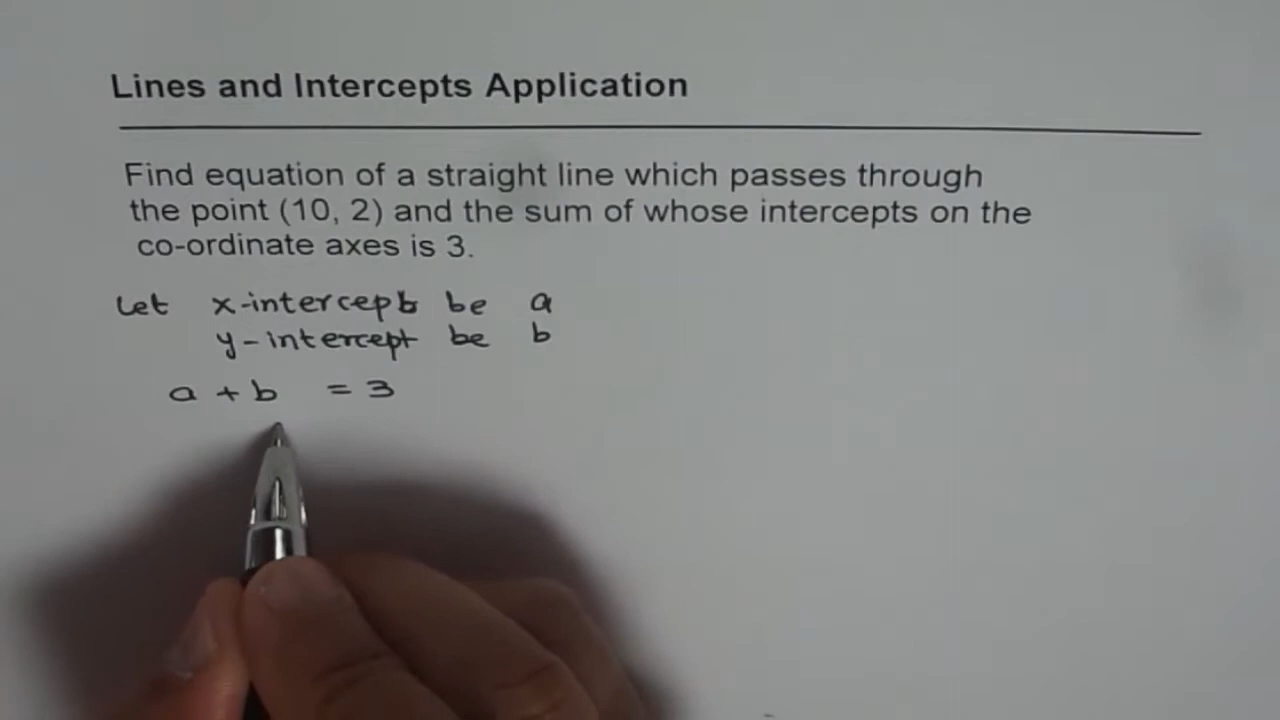 Lines and Intercepts Application
Find equation of a straight line which passes through
the point (10, 2) and the sum of whose intercepts on the
co-ordinate axes is 3.
Let x-intercept be a
y-intercept be b
a + b = 3